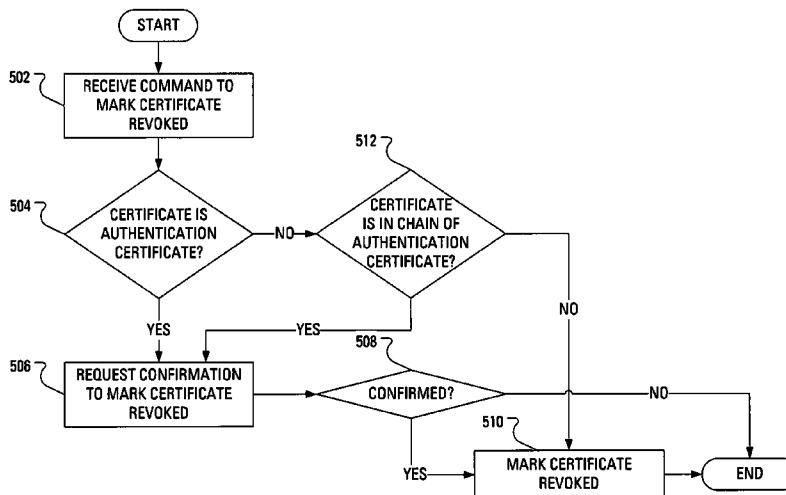 START
502
RECEIVE COMMAND TO
MARK CERTIFICATE
REVOKED
512
504
CERTIFICATE IS
AUTHENTICATION
CERTIFICATE?
NO
CERTIFICATE
IS IN CHAIN OF
AUTHENTICATION
CERTIFICATE?
NO
YES
YES
506
REQUEST CONFIRMATION
TO MARK CERTIFICATE
REVOKED
508
CONFIRMED?
NO
510
YES
MARK CERTIFICATE
REVOKED
END